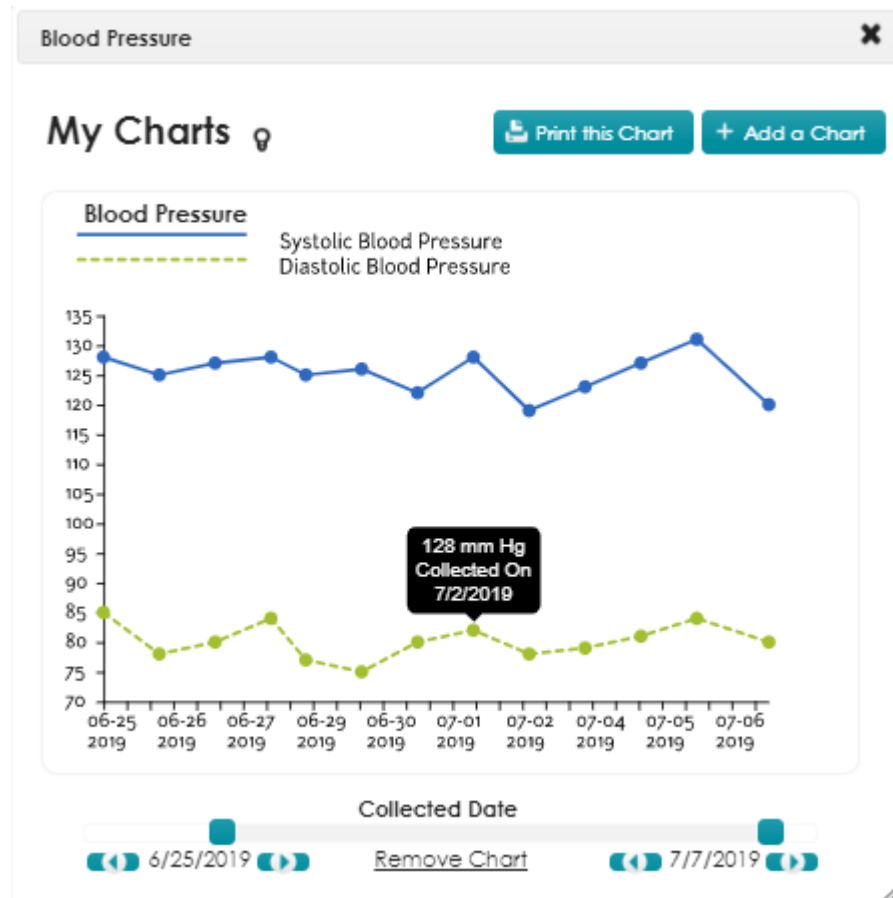 Blood Pressure
My Charts
Print this Chart
+ Add a Chart
Blood Pressure
Systolic Blood Pressure
Diastolic Blood Pressure
135
130
125
120
115
110
105
100
95
90
85
80
75
70
128 mm Hg
Collected On
7/2/2019
06-25 06-26 06-27 06-29 06-30 07-01 07-02 07-04 07-05 07-06
2019 2019 2019 2019 2019 2019 2019 2019 2019 2019
Collected Date
6/25/2019 Remove Chart 7/7/2019